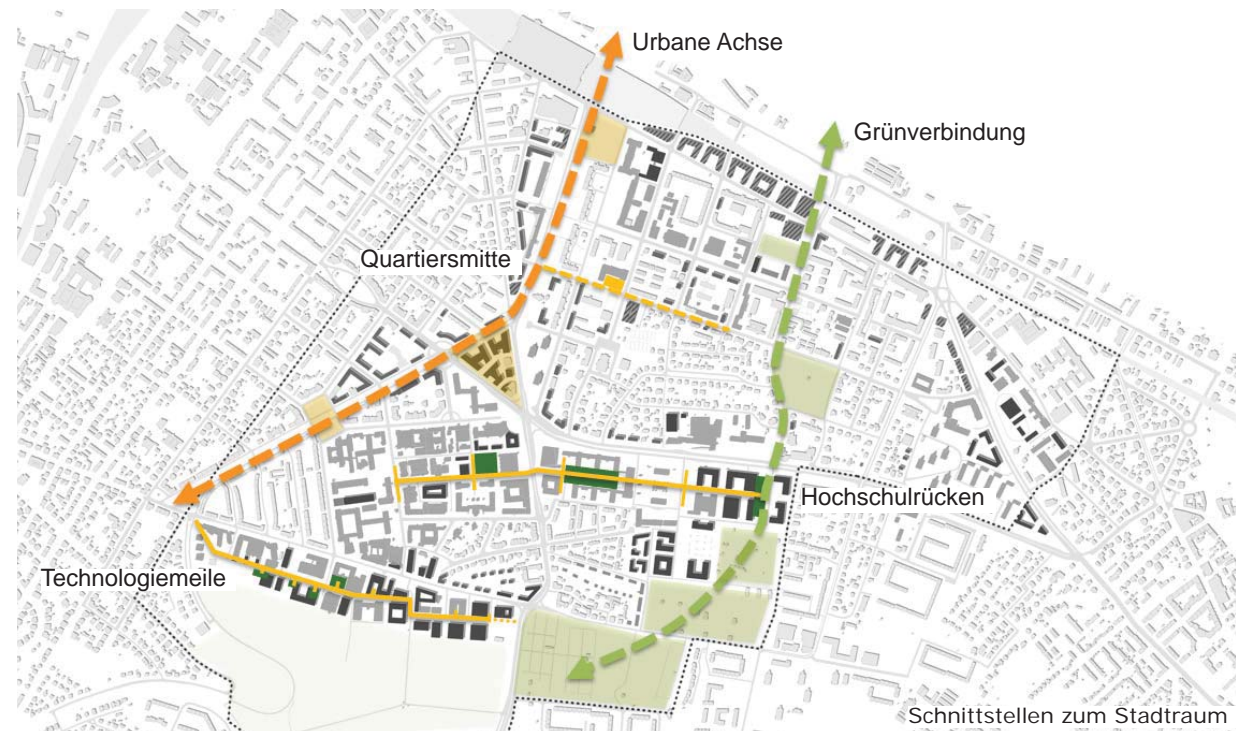 Urbane Achse
Grünverbindung
Quartiersmitte
Hochschulrücken
Technologiemeile
Schnittstellen zum Stadtraum